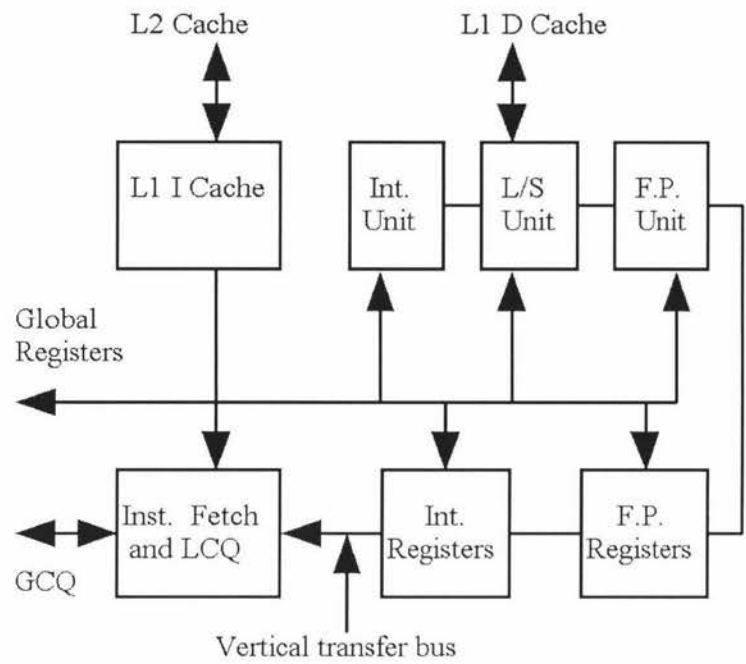 L2 Cache
L1 D Cache
L1 I Cache
Int.
Unit
L/S
Unit
F.P.
Unit
Global
Registers
Inst. Fetch
and LCQ
Int.
Registers
F.P.
Registers
GCQ
Vertical transfer bus